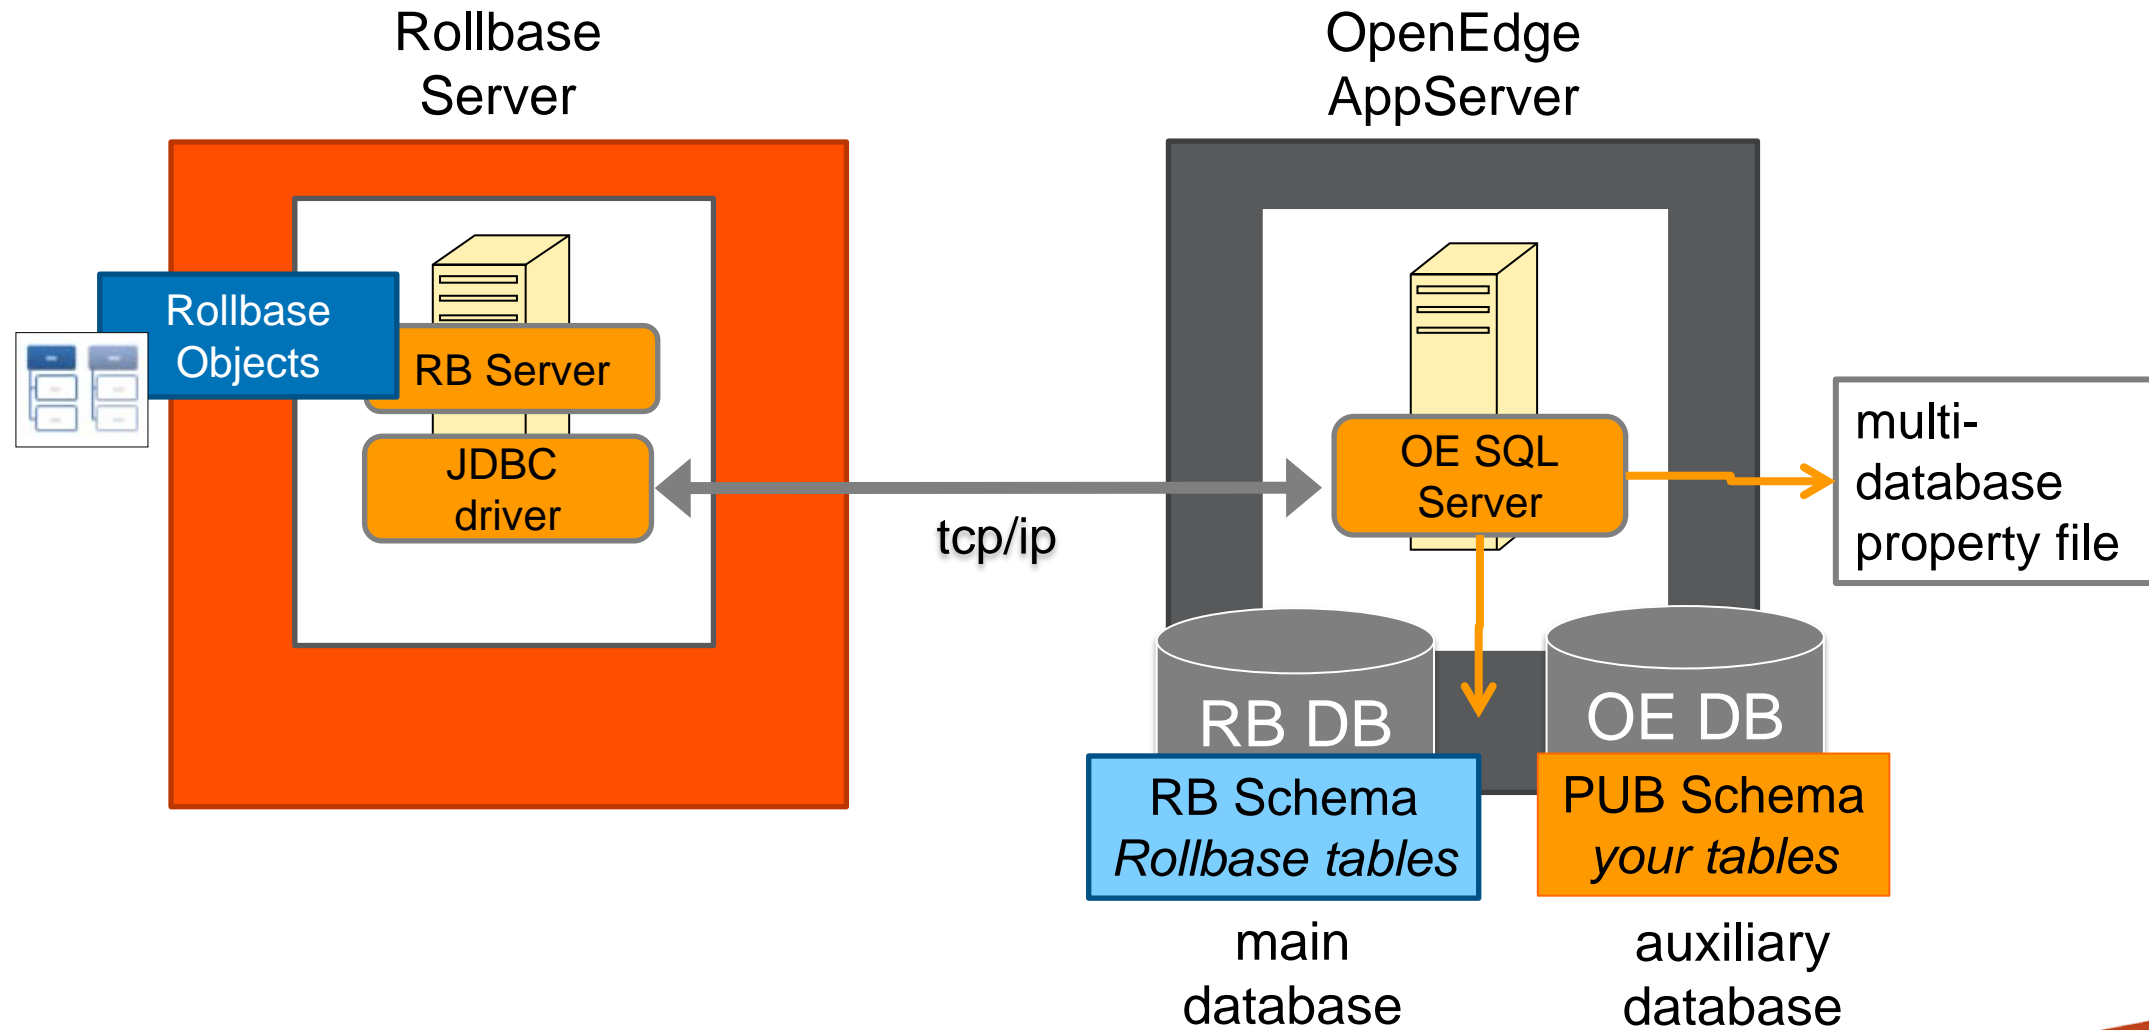 Rollbase
Server
OpenEdge
AppServer
Rollbase
Objects
RB Server
JDBC
driver
tcp/ip
OE SQL
Server
multi-
database
property file
RB DB
OE DB
RB Schema
Rollbase tables
PUB Schema
your tables
main
database
auxiliary
database